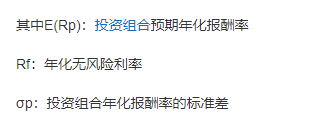 其中E(Rp)：投资组合预期年化报酬率
Rf：年化无风险利率
σp：投资组合年化报酬率的标准差